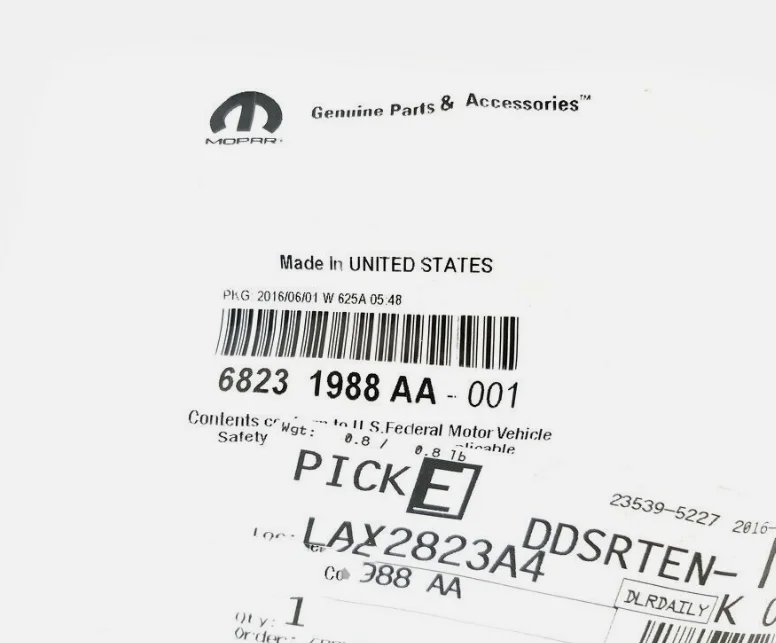 MOPAR
Genuine Parts & Accessories™
Made in UNITED STATES
PKG: 2016/06/01 W 625A 05:48
6823 1988 AA - 001
Contents to U.S.Federal Motor Vehicle
Safety
Wgt: 0.8 / 0.8 lb
PICK E
23539-5227 2016-
LAX2823A4 DDSRTEN-
988 AA
DLRDAILY K
Qty: 1
Order: